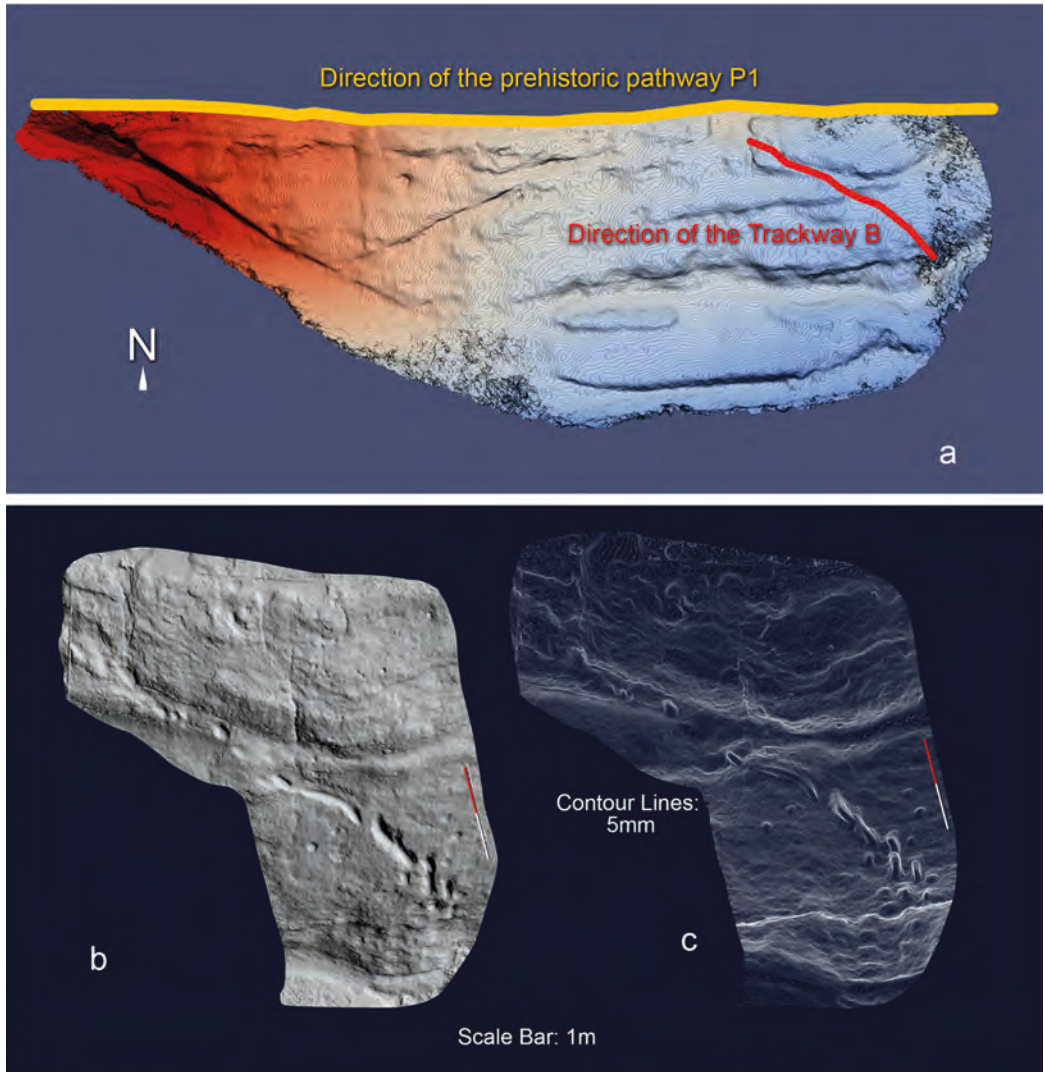 Direction of the prehistoric pathway P1
Direction of the Trackway B
N
a
Contour Lines:
5mm
b
c
Scale Bar: 1m